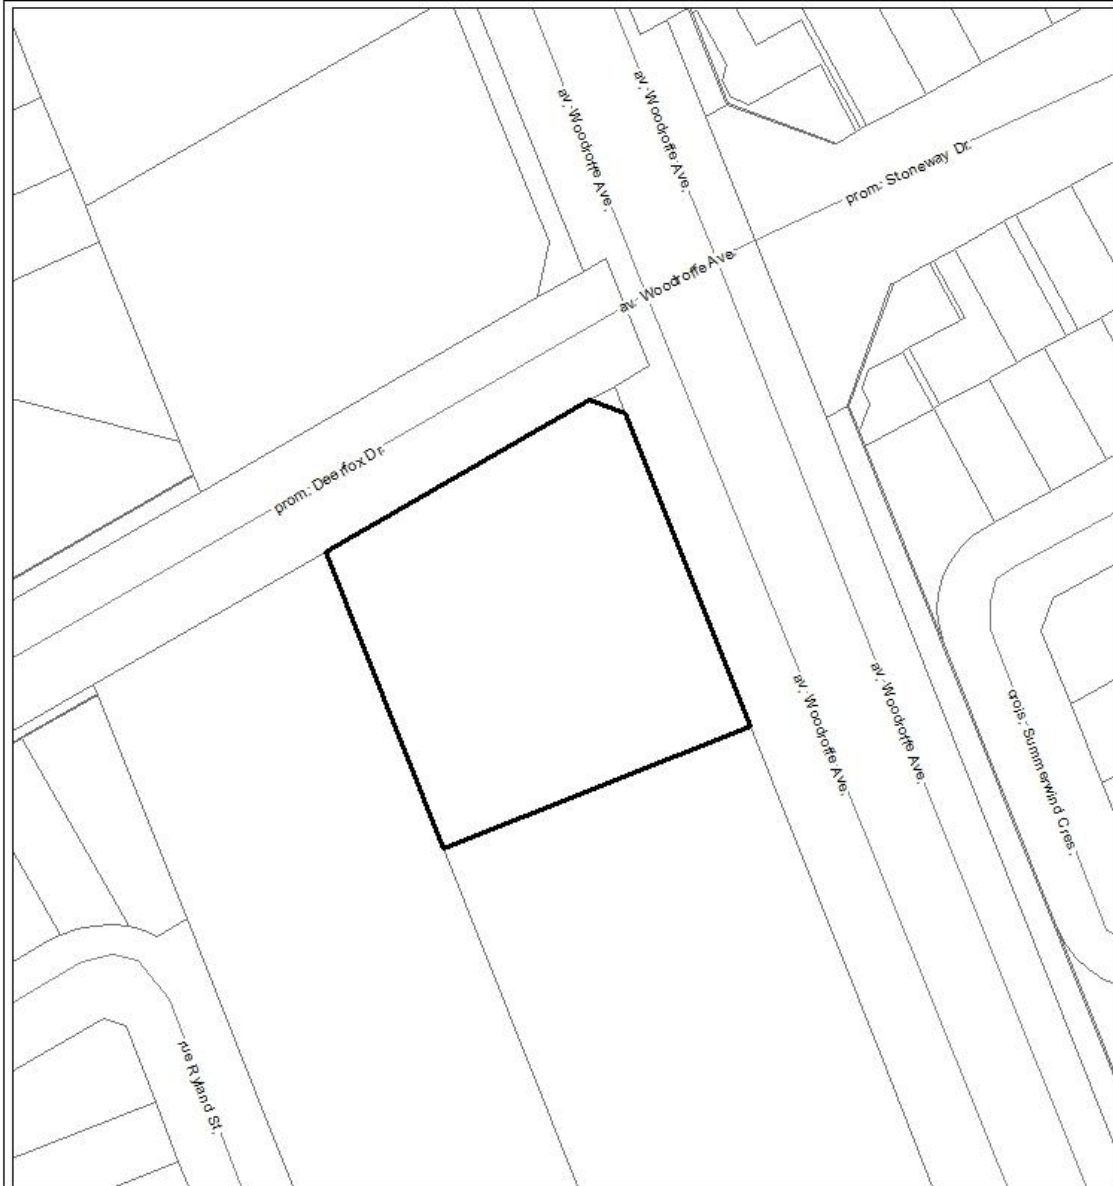 av. Woodroffe Ave.
av. Woodroffe Ave.
prom. Stoneway Dr.
av. Woodroffe Ave.
prom. Deerfox Dr.
av. Woodroffe Ave.
av. Woodroffe Ave.
crois. Summerwind Cres.
rue Ryland St.